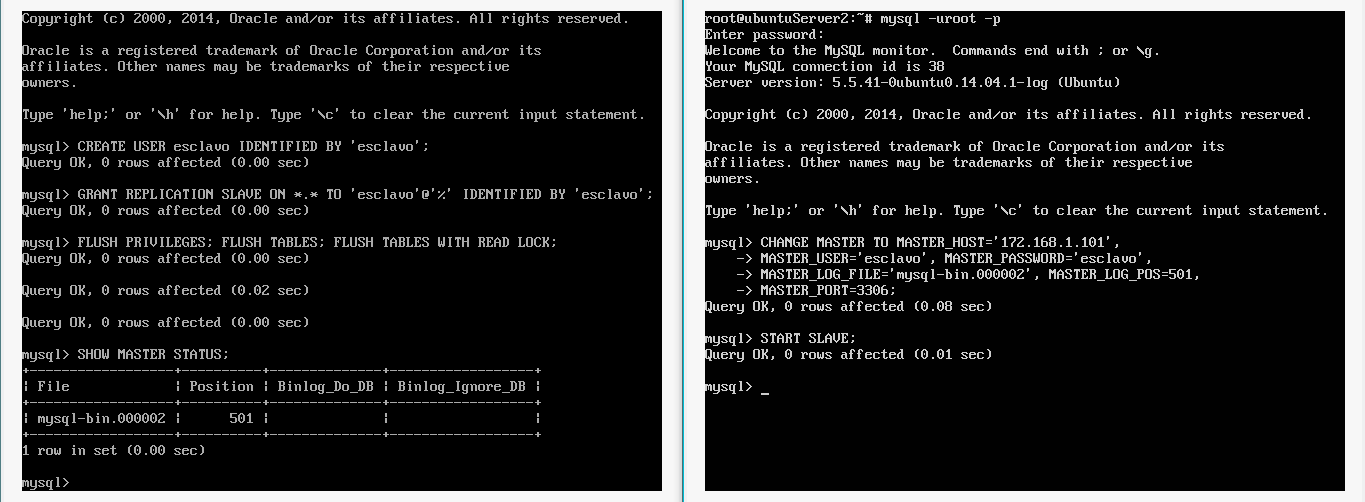 Copyright (c) 2000, 2014, Oracle and/or its affiliates. All rights reserved.
Oracle is a registered trademark of Oracle Corporation and/or its
affiliates. Other names may be trademarks of their respective
owners.
Type 'help;' or '\h' for help. Type '\c' to clear the current input statement.
mysql> CREATE USER esclavo IDENTIFIED BY 'esclavo';
Query OK, 0 rows affected (0.00 sec)
mysql> GRANT REPLICATION SLAVE ON *.* TO 'esclavo'@'%' IDENTIFIED BY 'esclavo';
Query OK, 0 rows affected (0.00 sec)
mysql> FLUSH PRIVILEGES; FLUSH TABLES; FLUSH TABLES WITH READ LOCK;
Query OK, 0 rows affected (0.00 sec)
Query OK, 0 rows affected (0.02 sec)
Query OK, 0 rows affected (0.00 sec)
mysql> SHOW MASTER STATUS;
+------------------+----------+--------------+------------------+
| File             | Position | Binlog_Do_DB | Binlog_Ignore_DB |
+------------------+----------+--------------+------------------+
| mysql-bin.000002 |      501 |              |                  |
+------------------+----------+--------------+------------------+
1 row in set (0.00 sec)
mysql>
root@ubuntuServer2:~# mysql -uroot -p
Enter password:
Welcome to the MySQL monitor.  Commands end with ; or \g.
Your MySQL connection id is 38
Server version: 5.5.41-0ubuntu0.14.04.1-log (Ubuntu)
Copyright (c) 2000, 2014, Oracle and/or its affiliates. All rights reserved.
Oracle is a registered trademark of Oracle Corporation and/or its
affiliates. Other names may be trademarks of their respective
owners.
Type 'help;' or '\h' for help. Type '\c' to clear the current input statement.
mysql> CHANGE MASTER TO MASTER_HOST='172.168.1.101',
    -> MASTER_USER='esclavo', MASTER_PASSWORD='esclavo',
    -> MASTER_LOG_FILE='mysql-bin.000002', MASTER_LOG_POS=501,
    -> MASTER_PORT=3306;
Query OK, 0 rows affected (0.08 sec)
mysql> START SLAVE;
Query OK, 0 rows affected (0.01 sec)
mysql> _